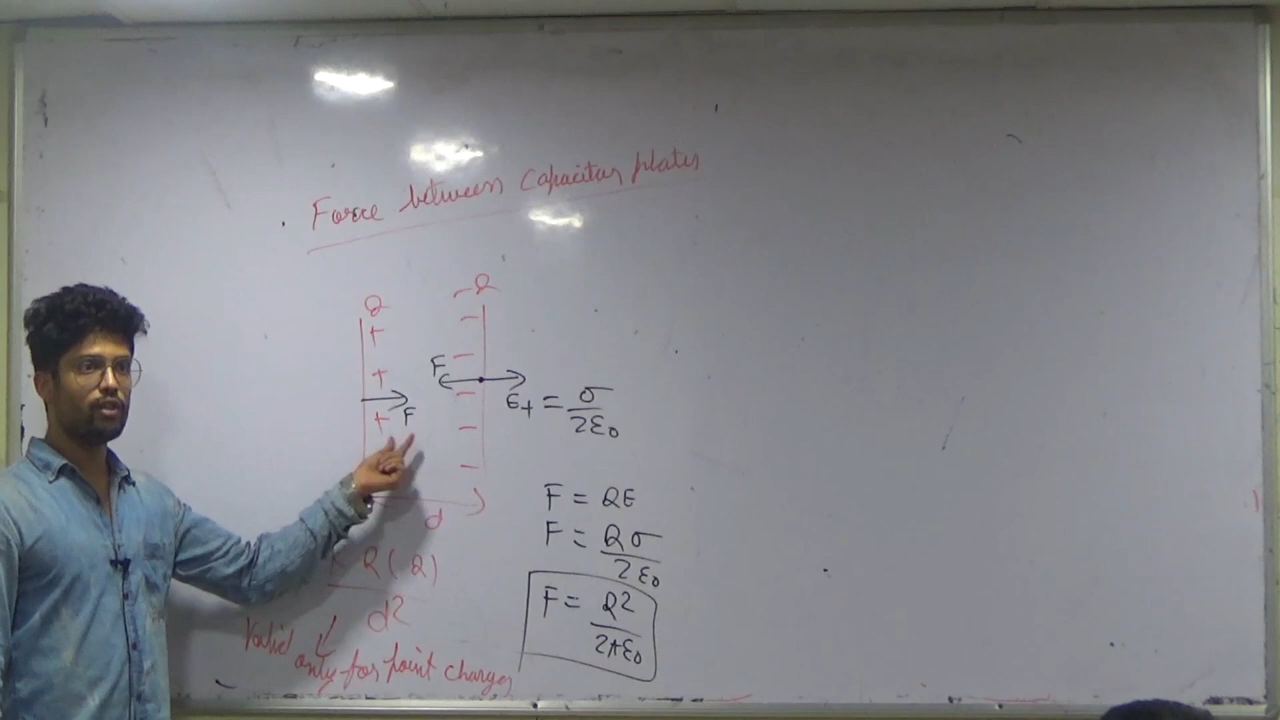 Force between capacitor plates
Q
-Q
+
+
+
-
-
-
-
-
F
F
E+ = σ/2ε0
d
F = QE
F = Qσ/2ε0
F = Q2/2Aε0
K Q(Q)/d2
Valid only for point charges